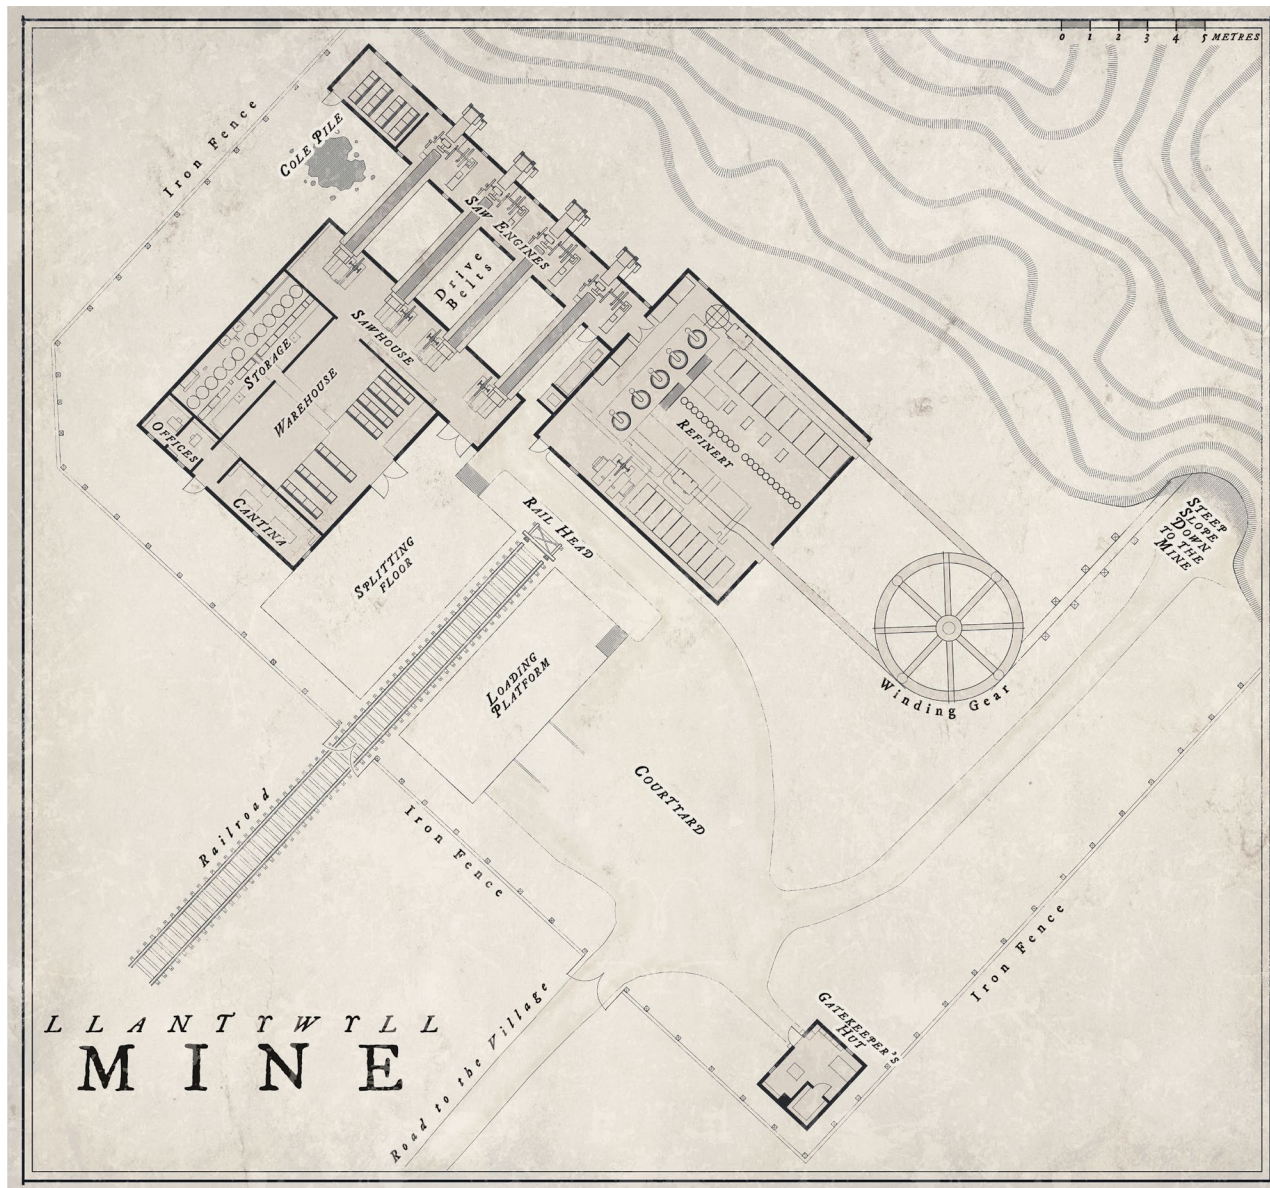 0 1 2 3 4 5 METRES
Iron Fence
COLE PILE
SAW ENGINES
Drive
Belts
SAWHOUSE
STORAGE
WAREHOUSE
OFFICES
CANTINA
REFINERY
RAIL HEAD
SPLITTING
FLOOR
LOADING
PLATFORM
STEEP
SLOPE
DOWN
TO THE
MINE
Winding Gear
COURTYARD
Railroad
Iron Fence
Iron Fence
Road to the Village
GATEKEEPER'S
HUT
LLANTYWYLL
MINE